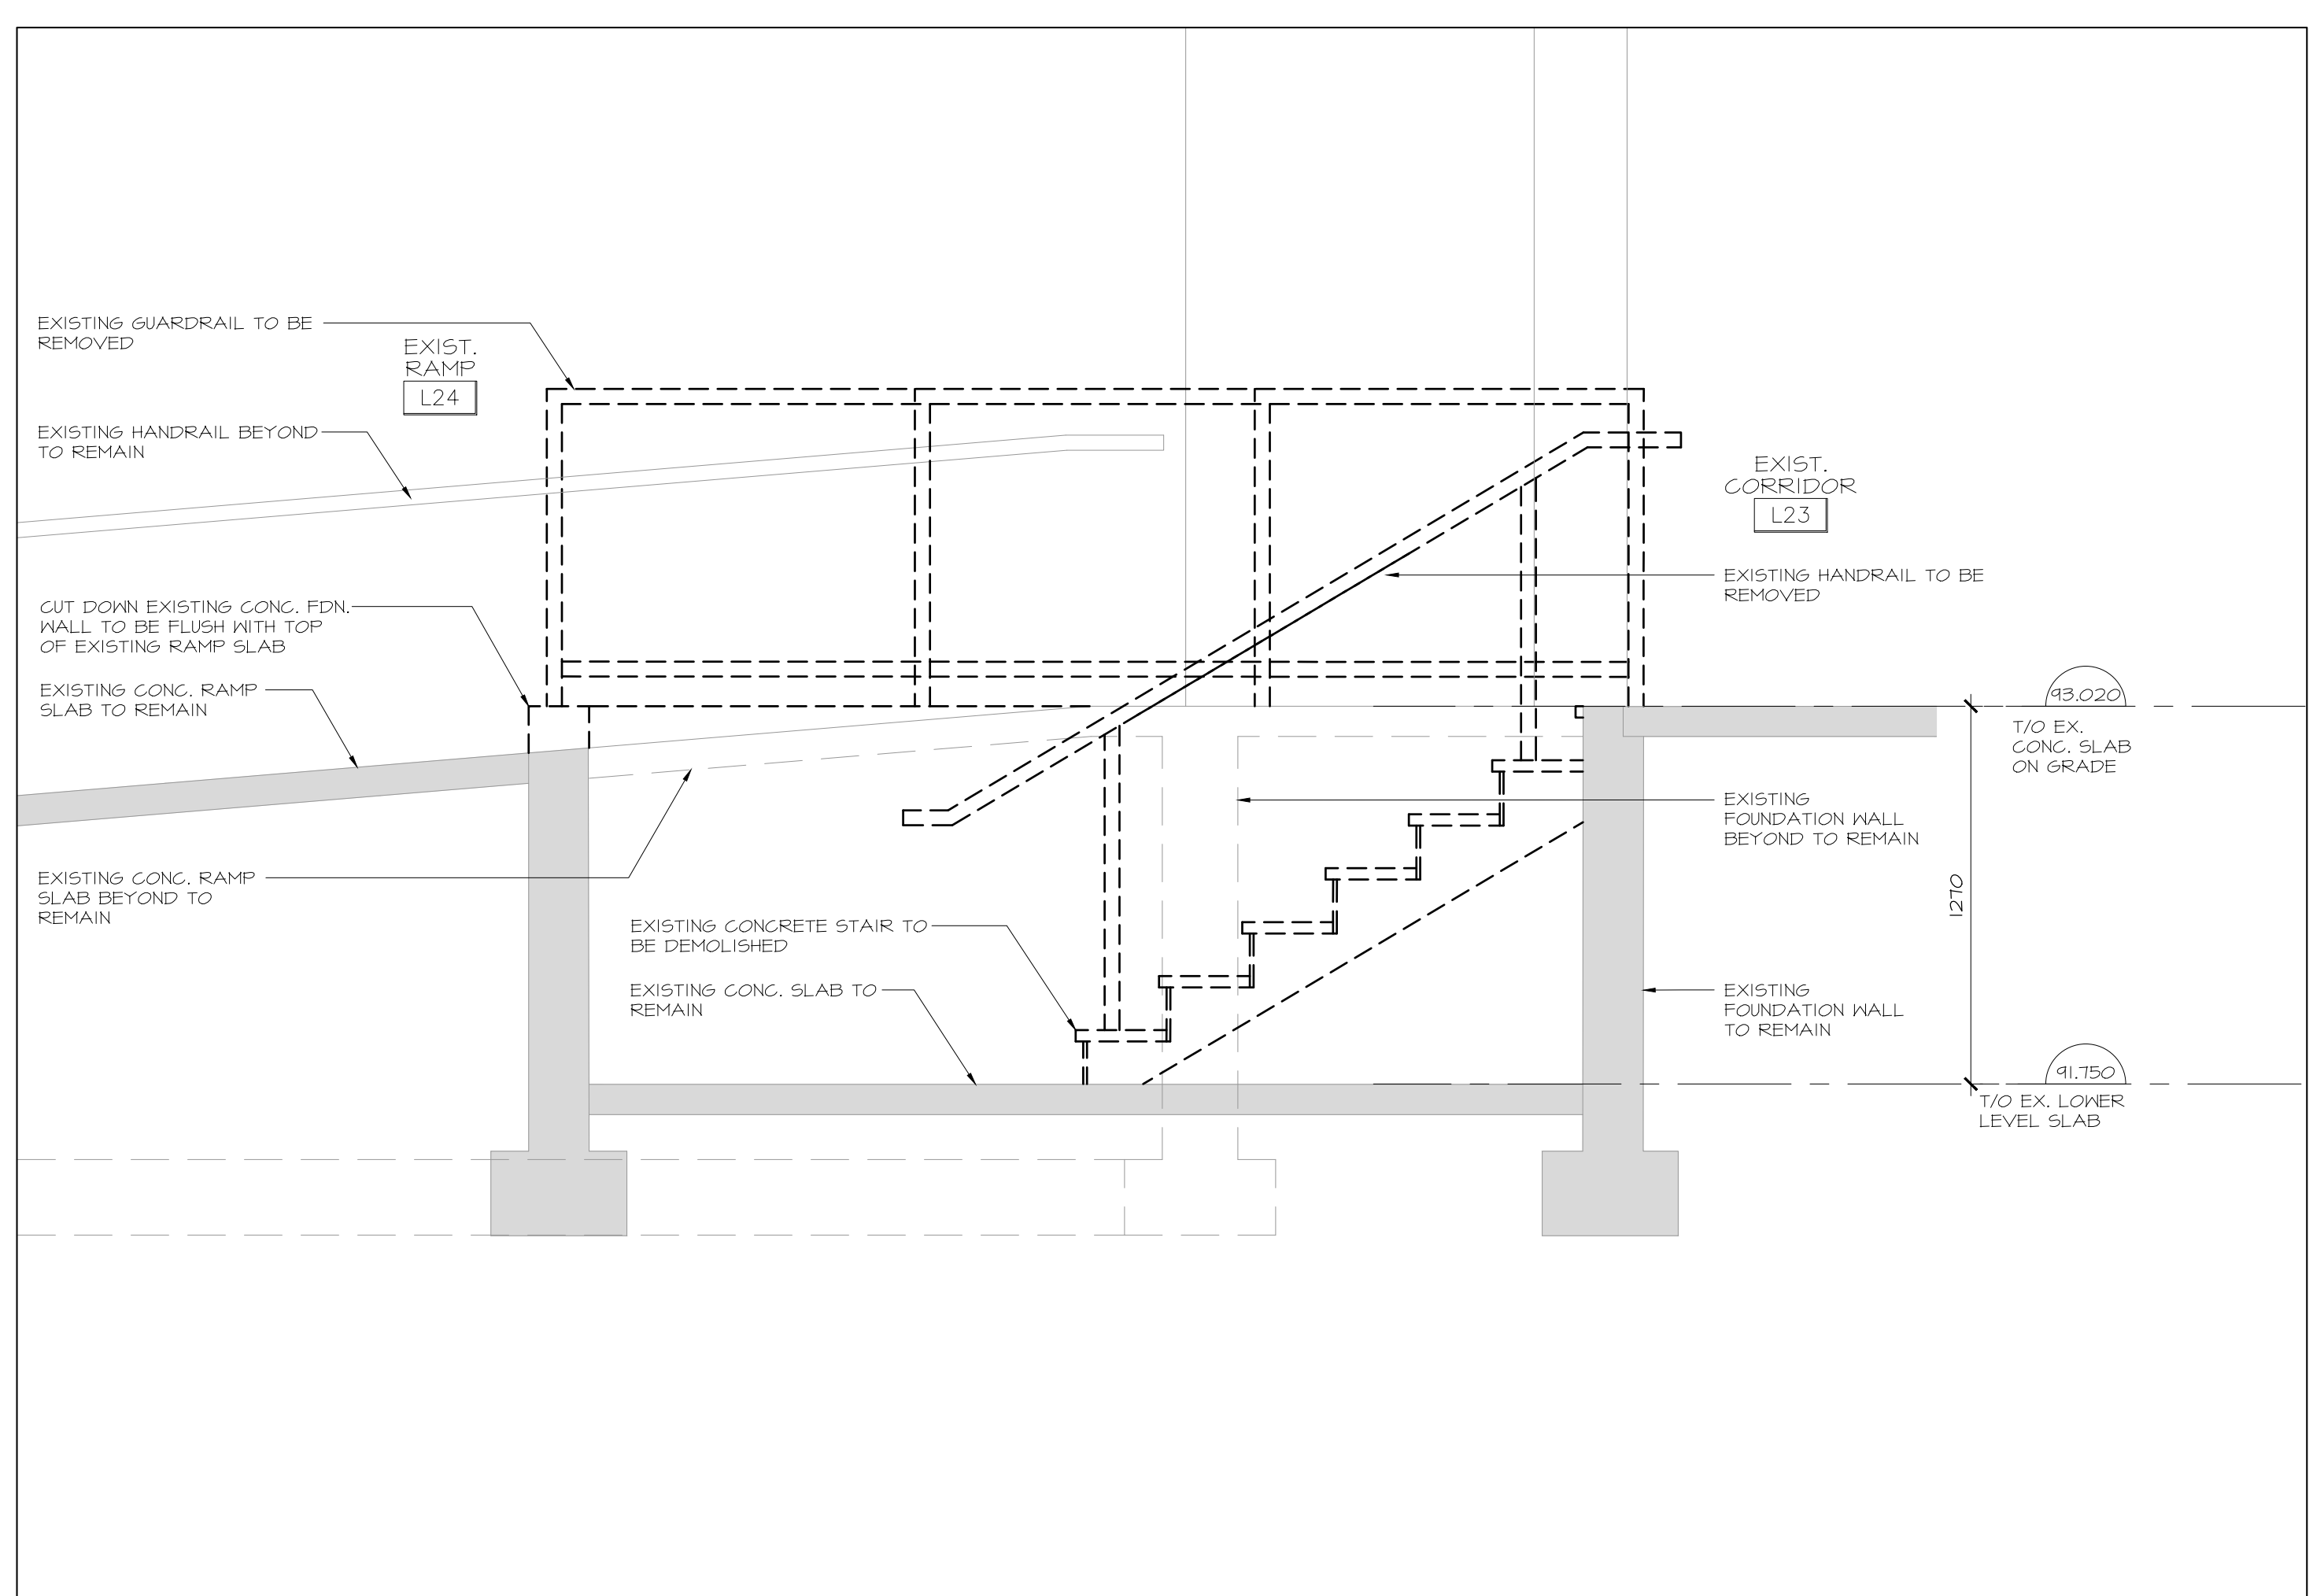 EXISTING GUARDRAIL TO BE
REMOVED
EXIST.
RAMP
L24
EXISTING HANDRAIL BEYOND
TO REMAIN
EXIST.
CORRIDOR
L23
EXISTING HANDRAIL TO BE
REMOVED
CUT DOWN EXISTING CONC. FDN.
WALL TO BE FLUSH WITH TOP
OF EXISTING RAMP SLAB
EXISTING CONC. RAMP
SLAB TO REMAIN
93.020
T/O EX.
CONC. SLAB
ON GRADE
EXISTING
FOUNDATION WALL
BEYOND TO REMAIN
EXISTING CONC. RAMP
SLAB BEYOND TO
REMAIN
1270
EXISTING CONCRETE STAIR TO
BE DEMOLISHED
EXISTING CONC. SLAB TO
REMAIN
EXISTING
FOUNDATION WALL
TO REMAIN
91.750
T/O EX. LOWER
LEVEL SLAB